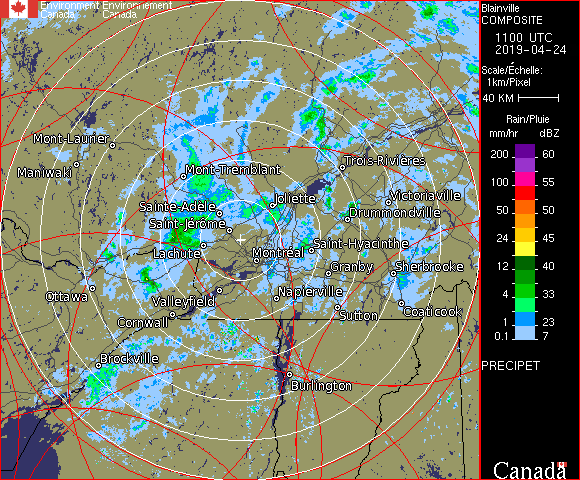 Environment Environnement
Canada Canada
Mont-Laurier
Maniwaki
Mont-Tremblant
Trois-Rivières
Sainte-Adèle
Joliette
Victoriaville
Saint-Jérôme
Drummondville
Lachute
Montréal
Saint-Hyacinthe
Granby
Sherbrooke
Ottawa
Valleyfield
Napierville
Cornwall
Sutton
Coaticook
Brockville
Burlington
Blainville
COMPOSITE
1100 UTC
2019-04-24
Scale/Échelle:
1km/Pixel
40 KM
Rain/Pluie
mm/hr dBZ
200 60
100 55
50 50
24 45
12 40
4 33
1 23
0.1 7
PRECIPET
Canada